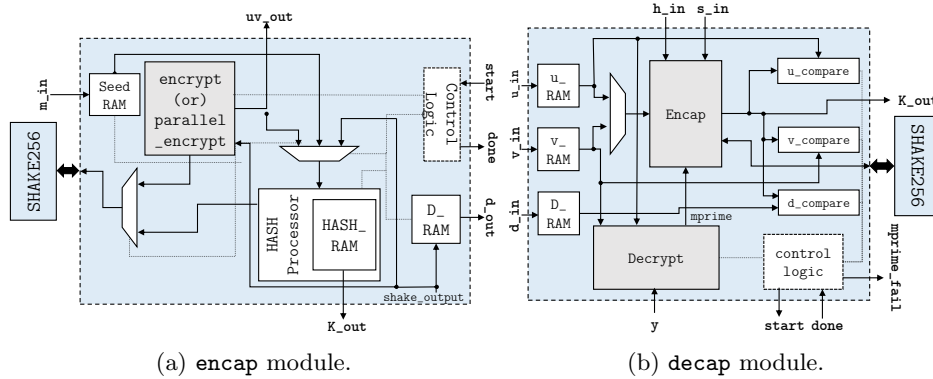 uv_out
m_in
Seed
RAM
encrypt
(or)
parallel
_encrypt
Control
Logic
start
done
SHAKE256
HASH
Processor
HASH_
RAM
D_
RAM
d_out
shake_output
K_out
(a) encap module.
h_in
s_in
u_in
u_
RAM
v_in
v_
RAM
D_in
D_
RAM
Encap
u_compare
v_compare
d_compare
K_out
SHAKE256
mprime
Decrypt
control
logic
mprime_fail
y
start
done
(b) decap module.